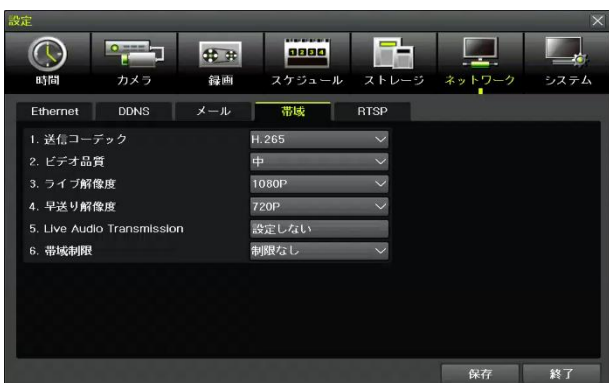 設定
時間 カメラ 録画 スケジュール ストレージ ネットワーク システム
Ethernet DDNS メール 帯域 RTSP
1. 送信コーデック H.265
2. ビデオ品質 中
3. ライブ解像度 1080P
4. 早送り解像度 720P
5. Live Audio Transmission 設定しない
6. 帯域制限 制限なし
保存 終了